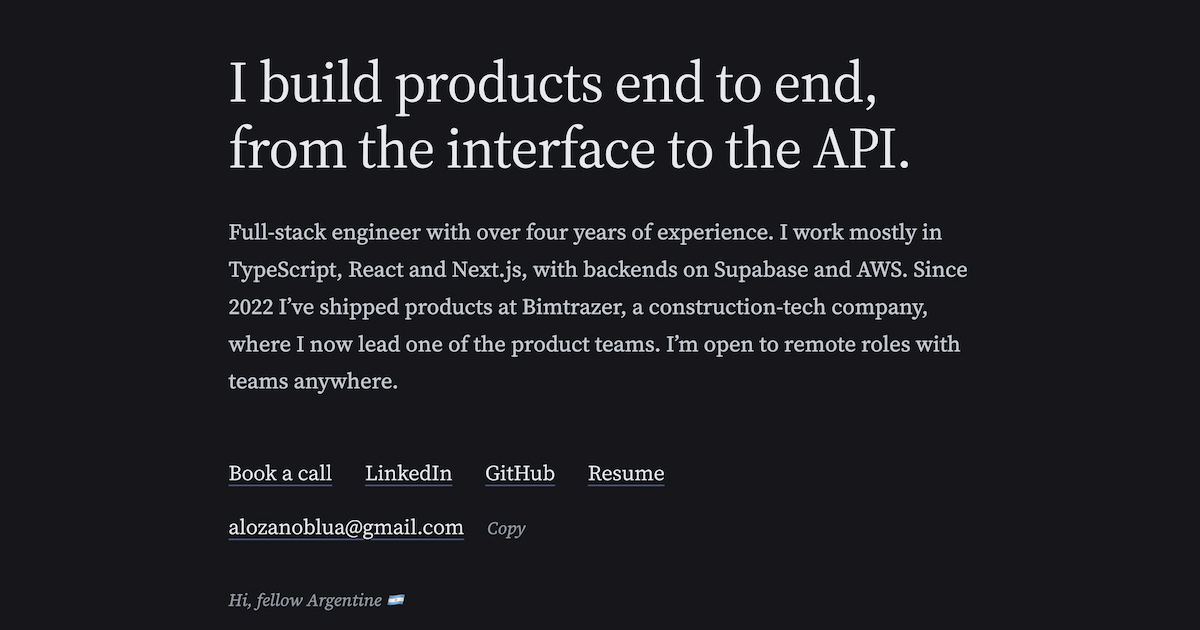 I build products end to end,
from the interface to the API.
Full-stack engineer with over four years of experience. I work mostly in
TypeScript, React and Next.js, with backends on Supabase and AWS. Since
2022 I’ve shipped products at Bimtrazer, a construction-tech company,
where I now lead one of the product teams. I’m open to remote roles with
teams anywhere.
Book a call LinkedIn GitHub Resume
alozanoblua@gmail.com Copy
Hi, fellow Argentine 🇦🇷